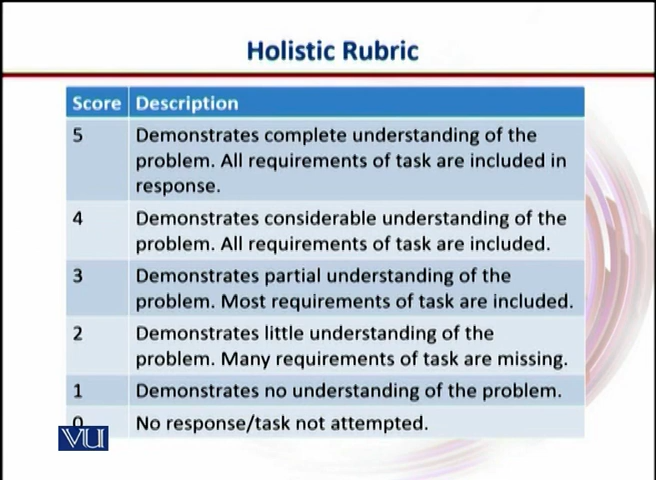 Holistic Rubric
Score Description
5 Demonstrates complete understanding of the
problem. All requirements of task are included in
response.
4 Demonstrates considerable understanding of the
problem. All requirements of task are included.
3 Demonstrates partial understanding of the
problem. Most requirements of task are included.
2 Demonstrates little understanding of the
problem. Many requirements of task are missing.
1 Demonstrates no understanding of the problem.
0 No response/task not attempted.
VU